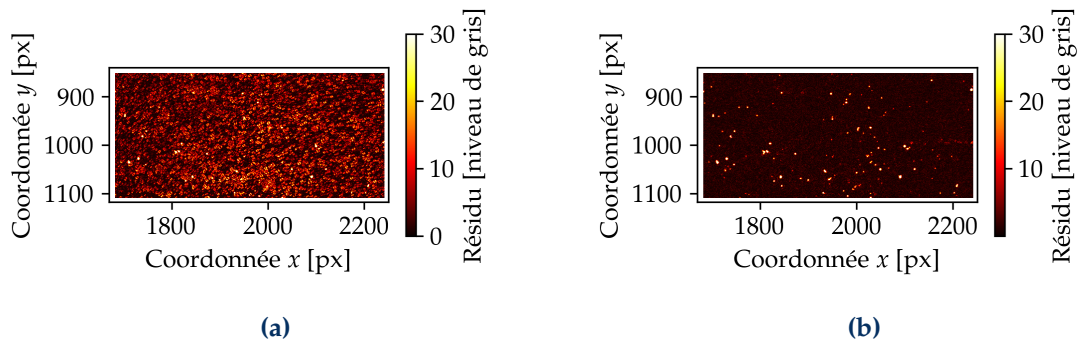 Coordonnée y [px]
900
1000
1100
1800
2000
2200
Coordonnée x [px]
30
20
10
0
Résidu [niveau de gris]
(a)
Coordonnée y [px]
900
1000
1100
1800
2000
2200
Coordonnée x [px]
30
20
10
Résidu [niveau de gris]
(b)